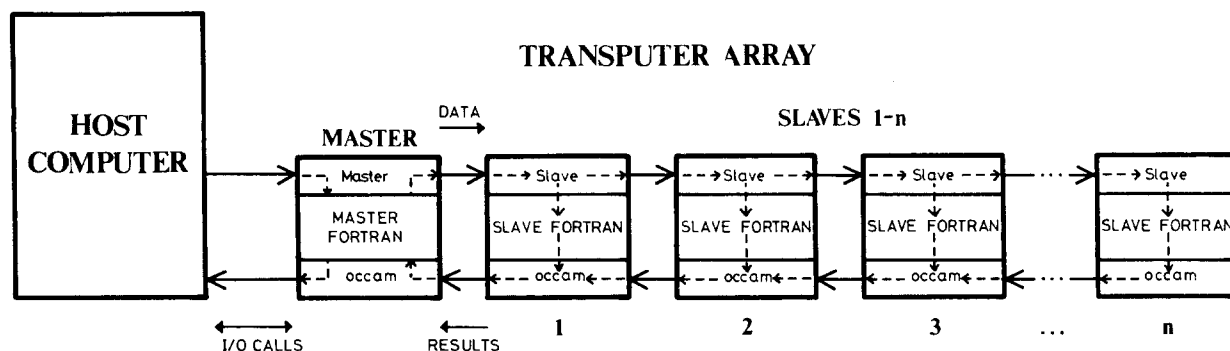 TRANSPUTER ARRAY
HOST
COMPUTER
MASTER
DATA
SLAVES 1-n
Master
MASTER
FORTRAN
occam
Slave
SLAVE FORTRAN
occam
Slave
SLAVE FORTRAN
occam
Slave
SLAVE FORTRAN
occam
...
...
Slave
SLAVE FORTRAN
occam
I/O CALLS
RESULTS
1
2
3
...
n